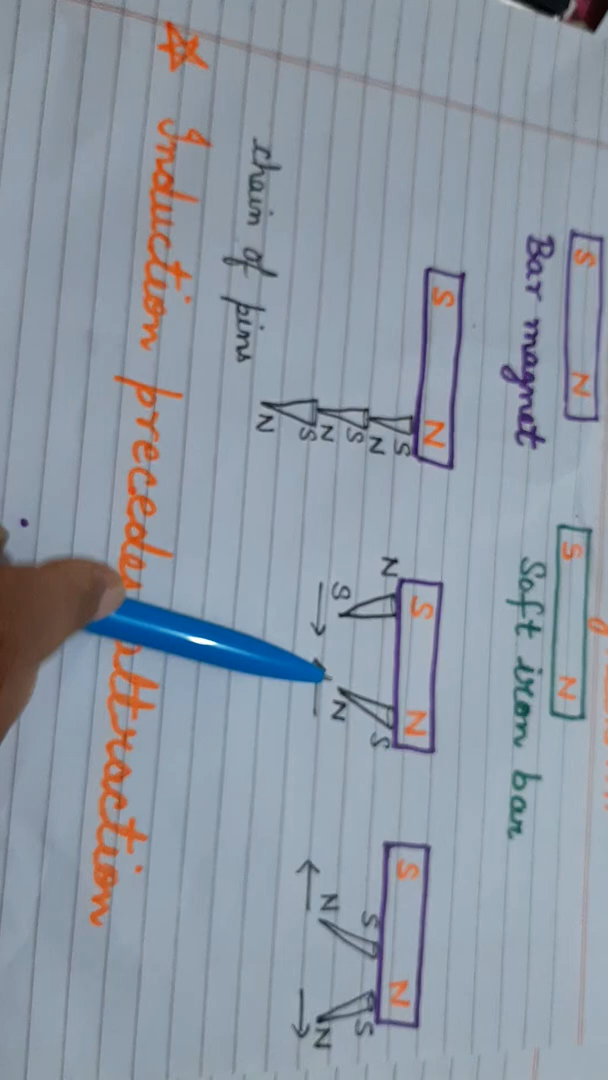 S N S N
Bar magnet Soft iron bar
S N S N S N
S N S S S
N S N N N
S
N
S
N
chain of pins
☆ Induction precedes attraction